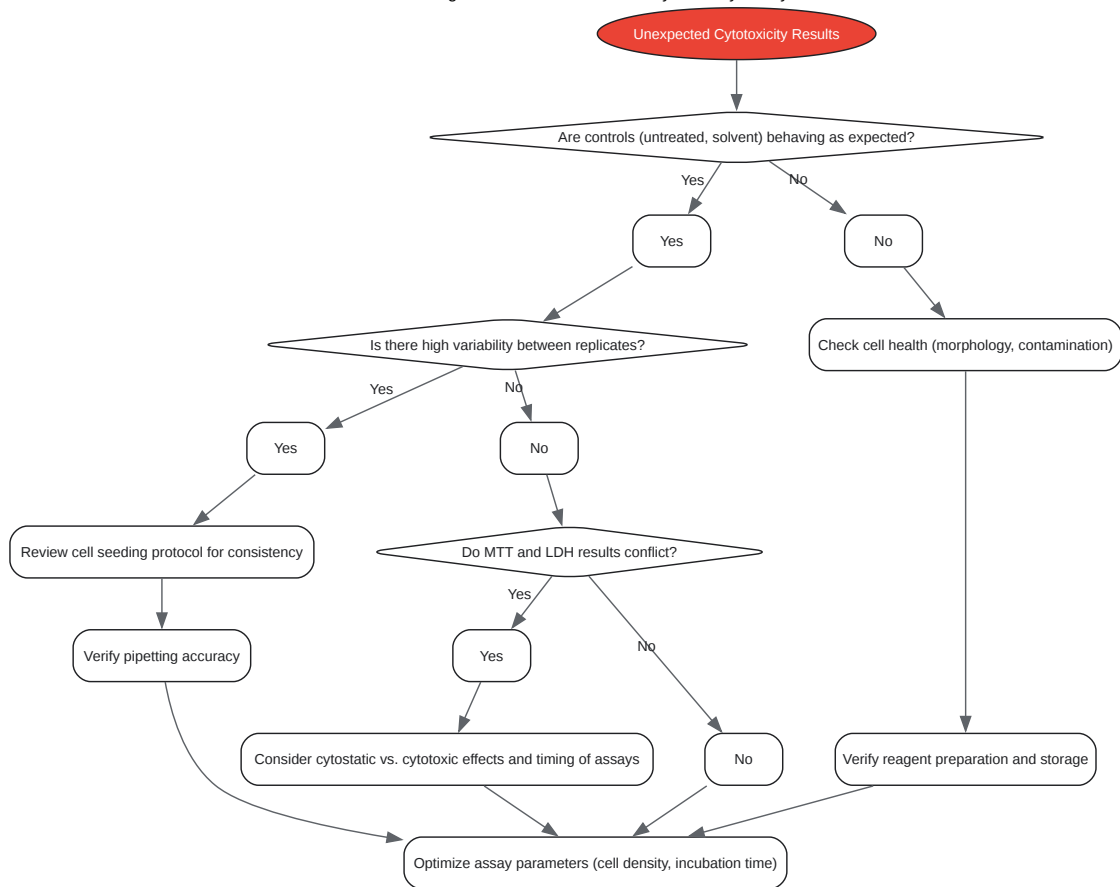 Unexpected Cytotoxicity Results
Are controls (untreated, solvent) behaving as expected?
Yes
No
Yes
No
Is there high variability between replicates?
Check cell health (morphology, contamination)
Yes
No
Yes
No
Review cell seeding protocol for consistency
Do MTT and LDH results conflict?
Yes
No
Verify pipetting accuracy
Yes
Consider cytostatic vs. cytotoxic effects and timing of assays
No
Verify reagent preparation and storage
Optimize assay parameters (cell density, incubation time)